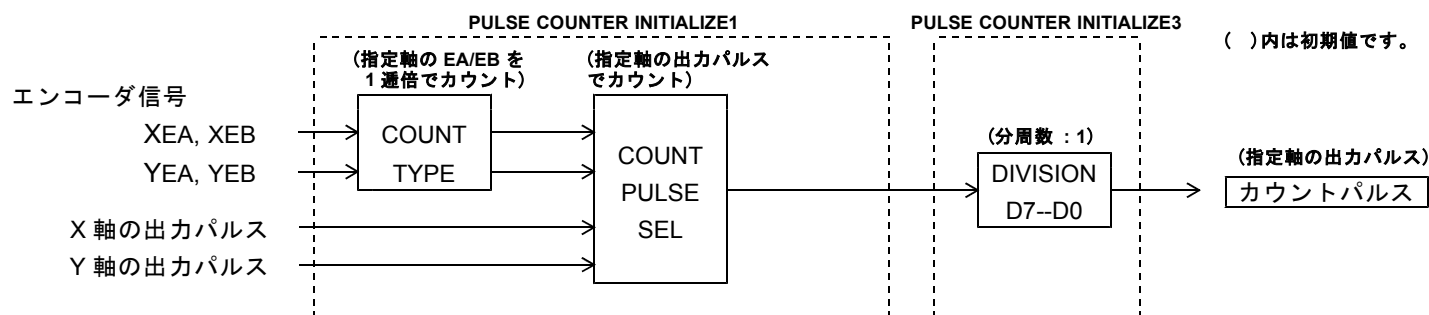 PULSE COUNTER INITIALIZE1
PULSE COUNTER INITIALIZE3
( )内は初期値です。
(指定軸の EA/EB を
1 逓倍でカウント)
(指定軸の出力パルス
でカウント)
エンコーダ信号
XEA, XEB
YEA, YEB
X 軸の出力パルス
Y 軸の出力パルス
COUNT
TYPE
COUNT
PULSE
SEL
(分周数 : 1)
DIVISION
D7--D0
(指定軸の出力パルス)
カウントパルス